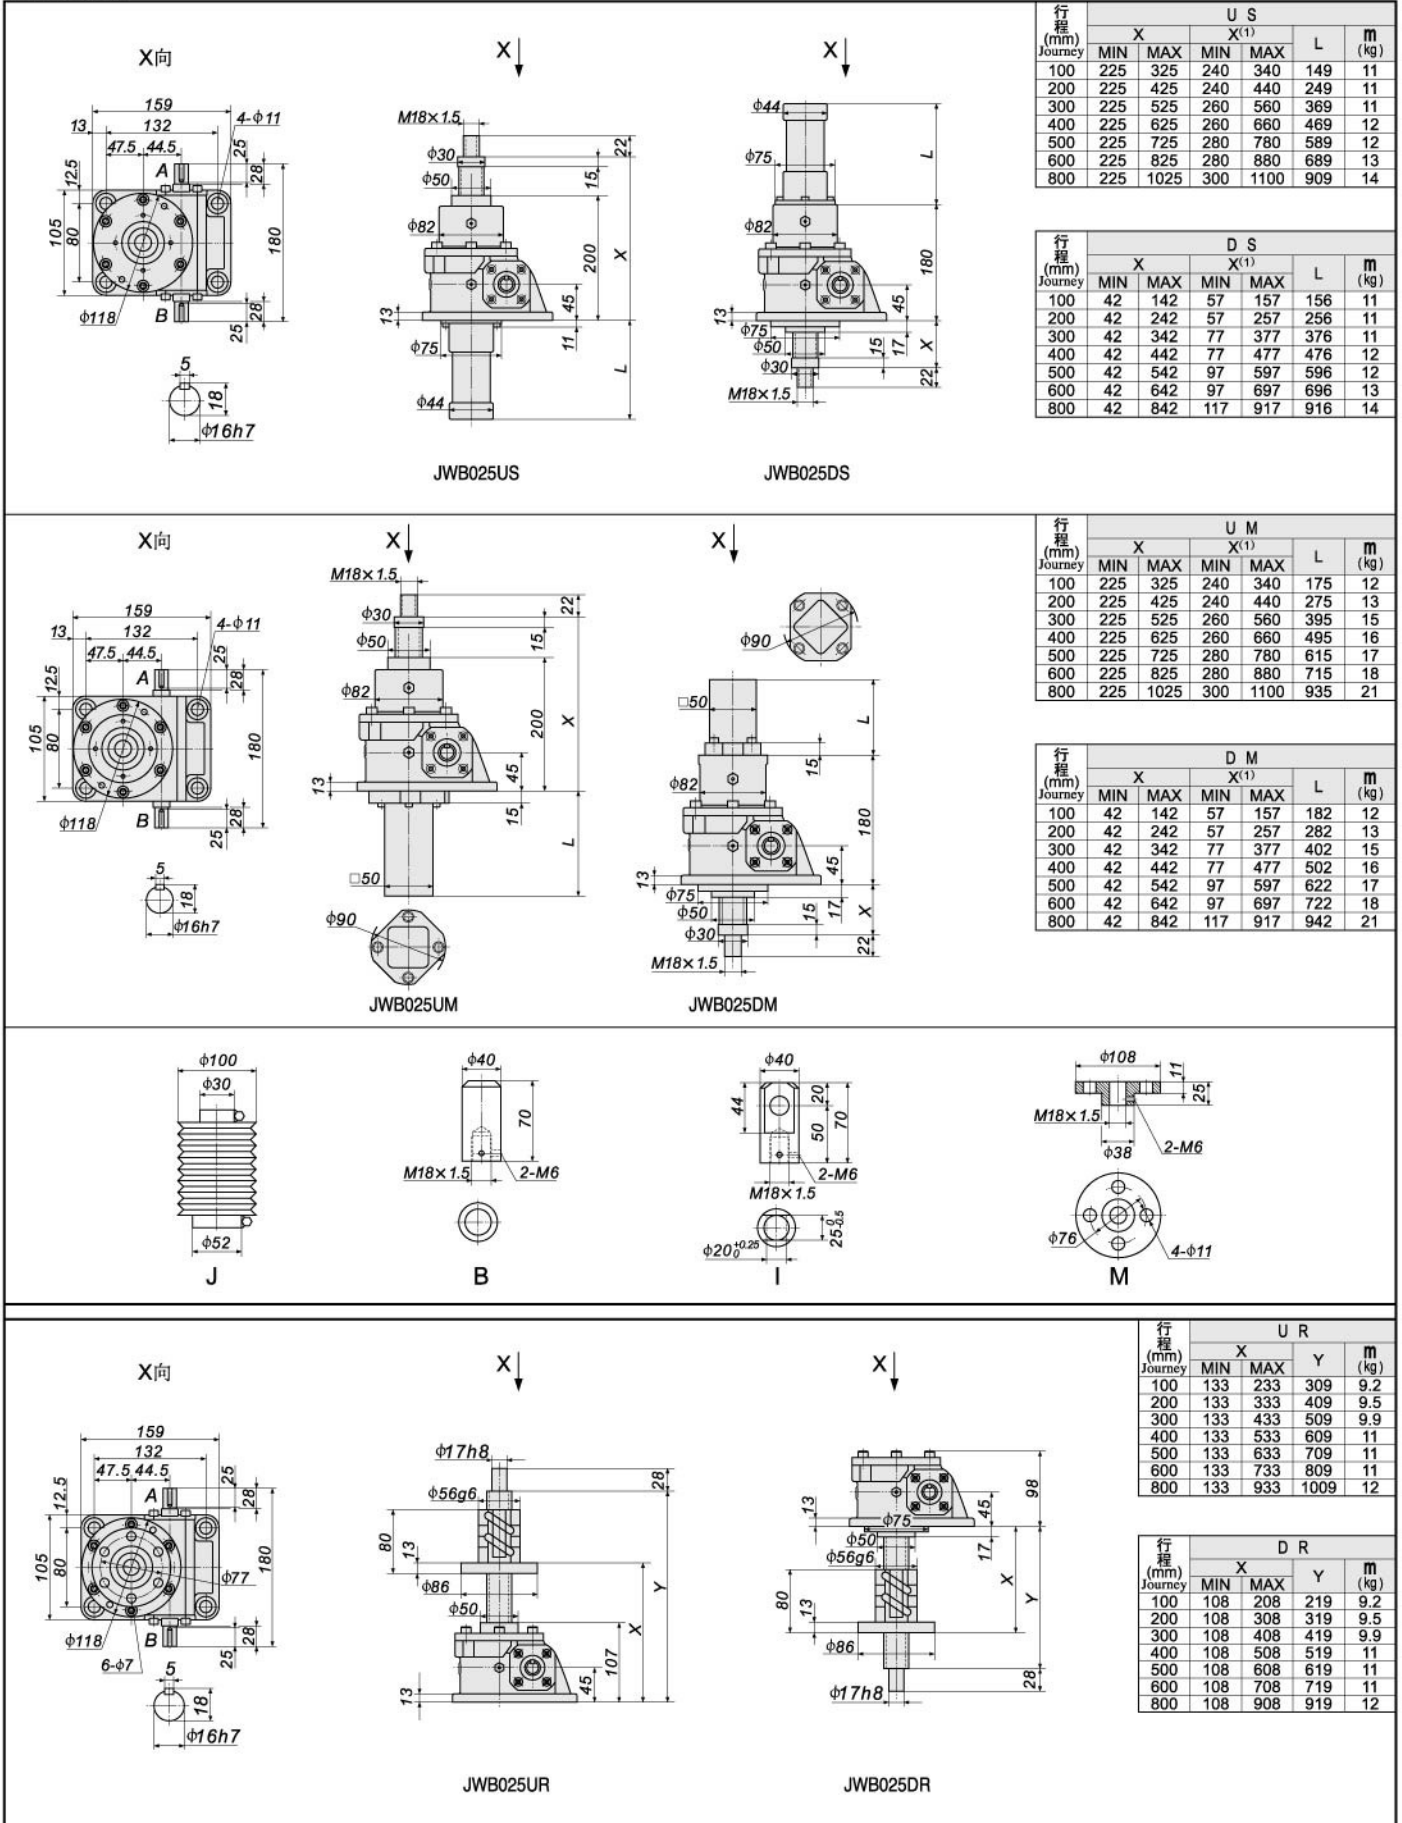 X向
159
13
132
4-ϕ11
47.5
44.5
25
28
12.5
A
105
80
180
B
ϕ118
28
25
5
18
ϕ16h7
X
M18×1.5
ϕ30
ϕ50
ϕ82
22
15
200
X
45
13
11
ϕ75
L
ϕ44
JWB025US
X
ϕ44
ϕ75
L
ϕ82
180
45
13
ϕ75
17
X
ϕ50
15
ϕ30
22
M18×1.5
JWB025DS
行程(mm) Journey U S
X X(1) L m(kg)
MIN MAX MIN MAX
100 225 325 240 340 149 11
200 225 425 240 440 249 11
300 225 525 260 560 369 11
400 225 625 260 660 469 12
500 225 725 280 780 589 12
600 225 825 280 880 689 13
800 225 1025 300 1100 909 14
行程(mm) Journey D S
X X(1) L m(kg)
MIN MAX MIN MAX
100 42 142 57 157 156 11
200 42 242 57 257 256 11
300 42 342 77 377 376 11
400 42 442 77 477 476 12
500 42 542 97 597 596 12
600 42 642 97 697 696 13
800 42 842 117 917 916 14
X向
159
13
132
4-ϕ11
47.5
44.5
25
28
12.5
A
105
80
180
B
ϕ118
28
25
5
18
ϕ16h7
X
M18×1.5
ϕ30
ϕ50
ϕ82
22
15
200
X
45
13
15
L
□50
ϕ90
JWB025UM
X
ϕ90
□50
L
15
ϕ82
180
45
13
ϕ75
17
ϕ50
15
X
ϕ30
22
M18×1.5
JWB025DM
行程(mm) Journey U M
X X(1) L m(kg)
MIN MAX MIN MAX
100 225 325 240 340 175 12
200 225 425 240 440 275 13
300 225 525 260 560 395 15
400 225 625 260 660 495 16
500 225 725 280 780 615 17
600 225 825 280 880 715 18
800 225 1025 300 1100 935 21
行程(mm) Journey D M
X X(1) L m(kg)
MIN MAX MIN MAX
100 42 142 57 157 182 12
200 42 242 57 257 282 13
300 42 342 77 377 402 15
400 42 442 77 477 502 16
500 42 542 97 597 622 17
600 42 642 97 697 722 18
800 42 842 117 917 942 21
ϕ100
ϕ30
ϕ52
J
ϕ40
70
M18×1.5
2-M6
B
ϕ40
44
20
50
70
2-M6
M18×1.5
ϕ20 +0.25 0
25 0 -0.5
I
ϕ108
11
25
M18×1.5
ϕ38
2-M6
ϕ76
4-ϕ11
M
X向
159
132
47.5
44.5
25
28
12.5
A
105
80
180
ϕ77
ϕ118
B
28
25
6-ϕ7
5
18
ϕ16h7
X
ϕ17h8
28
ϕ56g6
80
13
ϕ86
ϕ50
Y
X
107
45
13
JWB025UR
X
98
45
13
ϕ75
ϕ50
17
ϕ56g6
80
13
X
Y
ϕ86
28
ϕ17h8
JWB025DR
行程(mm) Journey U R
X Y m(kg)
MIN MAX
100 133 233 309 9.2
200 133 333 409 9.5
300 133 433 509 9.9
400 133 533 609 11
500 133 633 709 11
600 133 733 809 11
800 133 933 1009 12
行程(mm) Journey D R
X Y m(kg)
MIN MAX
100 108 208 219 9.2
200 108 308 319 9.5
300 108 408 419 9.9
400 108 508 519 11
500 108 608 619 11
600 108 708 719 11
800 108 908 919 12